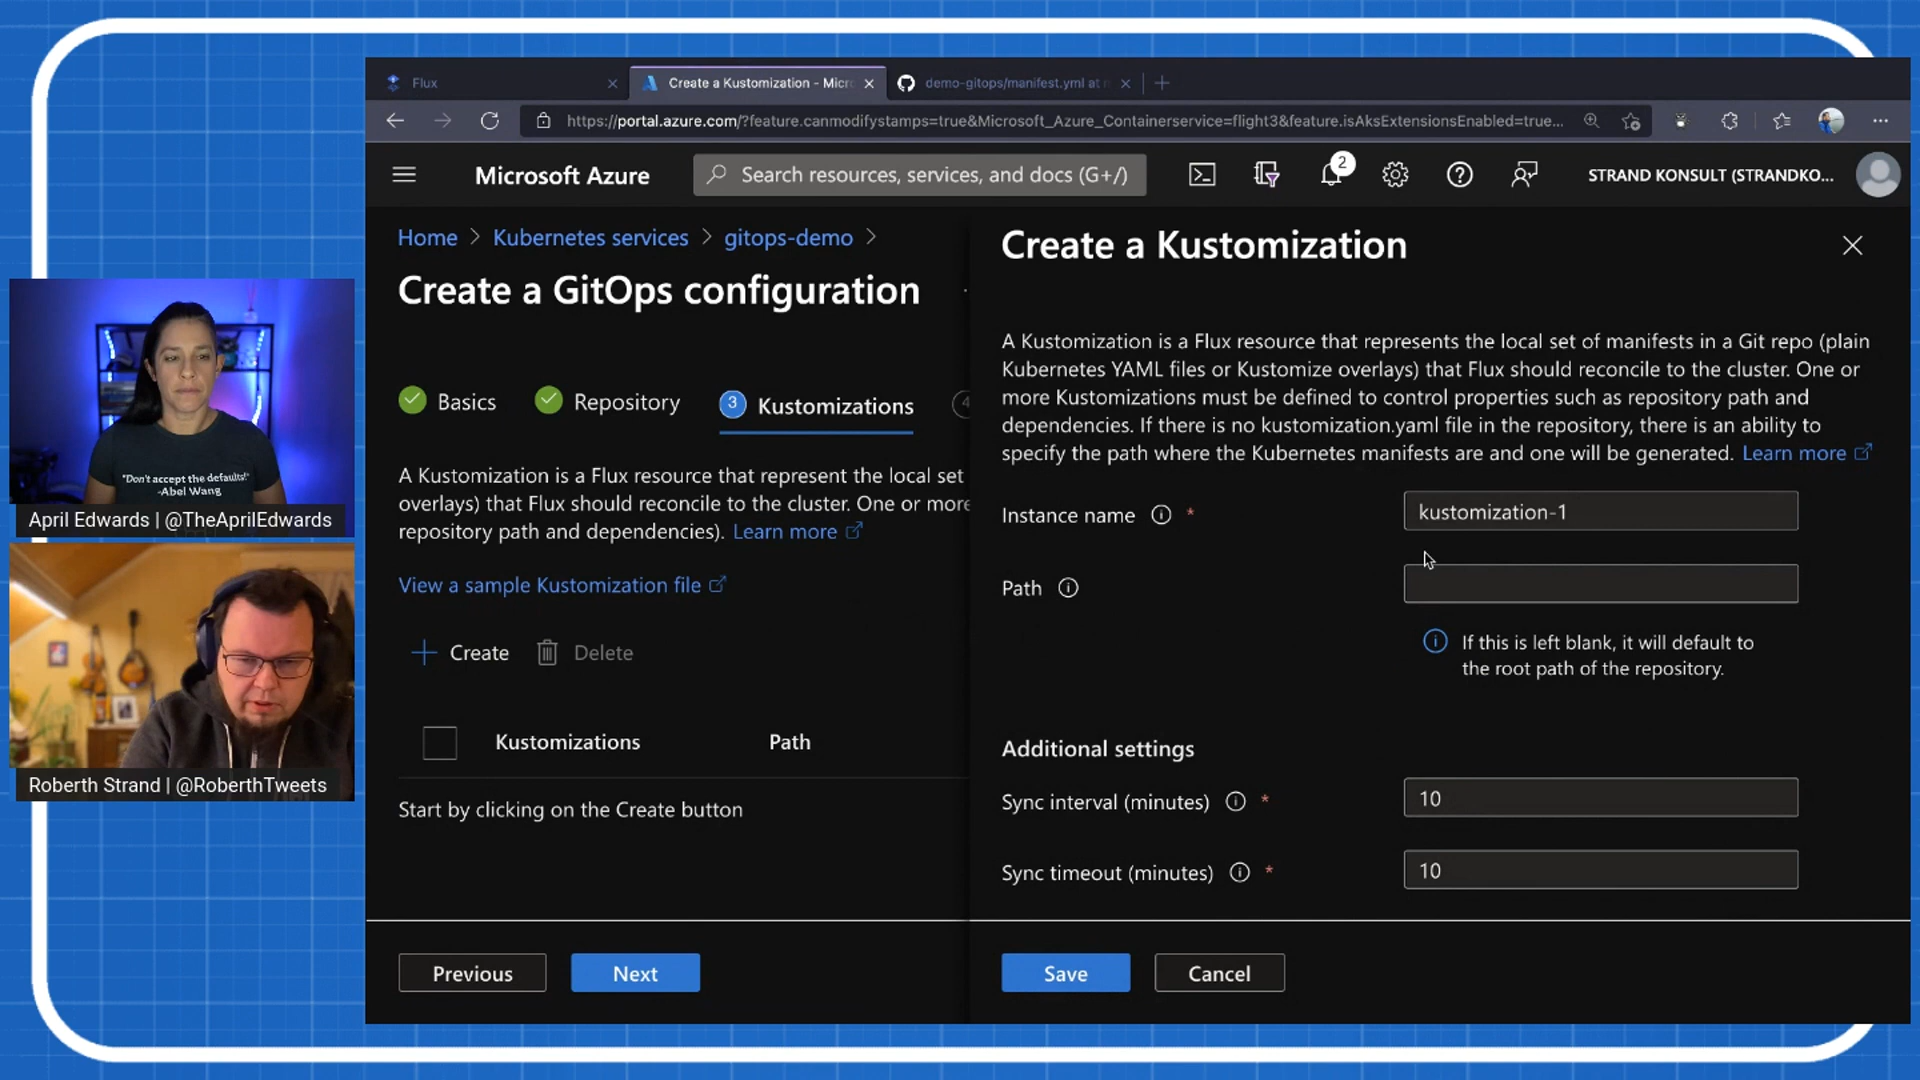 Flux
Create a Kustomization - Micr
demo-gitops/manifest.yml at
https://portal.azure.com/?feature.canmodifystamps=true&Microsoft_Azure_Containerservice=flight3&feature.isAksExtensionsEnabled=true...
Microsoft Azure
Search resources, services, and docs (G+/)
2
STRAND KONSULT (STRANDKO...
Home > Kubernetes services > gitops-demo >
Create a GitOps configuration
Basics
Repository
3 Kustomizations
4
A Kustomization is a Flux resource that represent the local set
overlays) that Flux should reconcile to the cluster. One or more
repository path and dependencies). Learn more
View a sample Kustomization file
+ Create
Delete
Kustomizations Path
Start by clicking on the Create button
Previous
Next
Create a Kustomization
A Kustomization is a Flux resource that represents the local set of manifests in a Git repo (plain
Kubernetes YAML files or Kustomize overlays) that Flux should reconcile to the cluster. One or
more Kustomizations must be defined to control properties such as repository path and
dependencies. If there is no kustomization.yaml file in the repository, there is an ability to
specify the path where the Kubernetes manifests are and one will be generated. Learn more
Instance name * kustomization-1
Path
If this is left blank, it will default to
the root path of the repository.
Additional settings
Sync interval (minutes) * 10
Sync timeout (minutes) * 10
Save
Cancel
"Don't accept the defaults!"
-Abel Wang
April Edwards | @TheAprilEdwards
Roberth Strand | @RoberthTweets